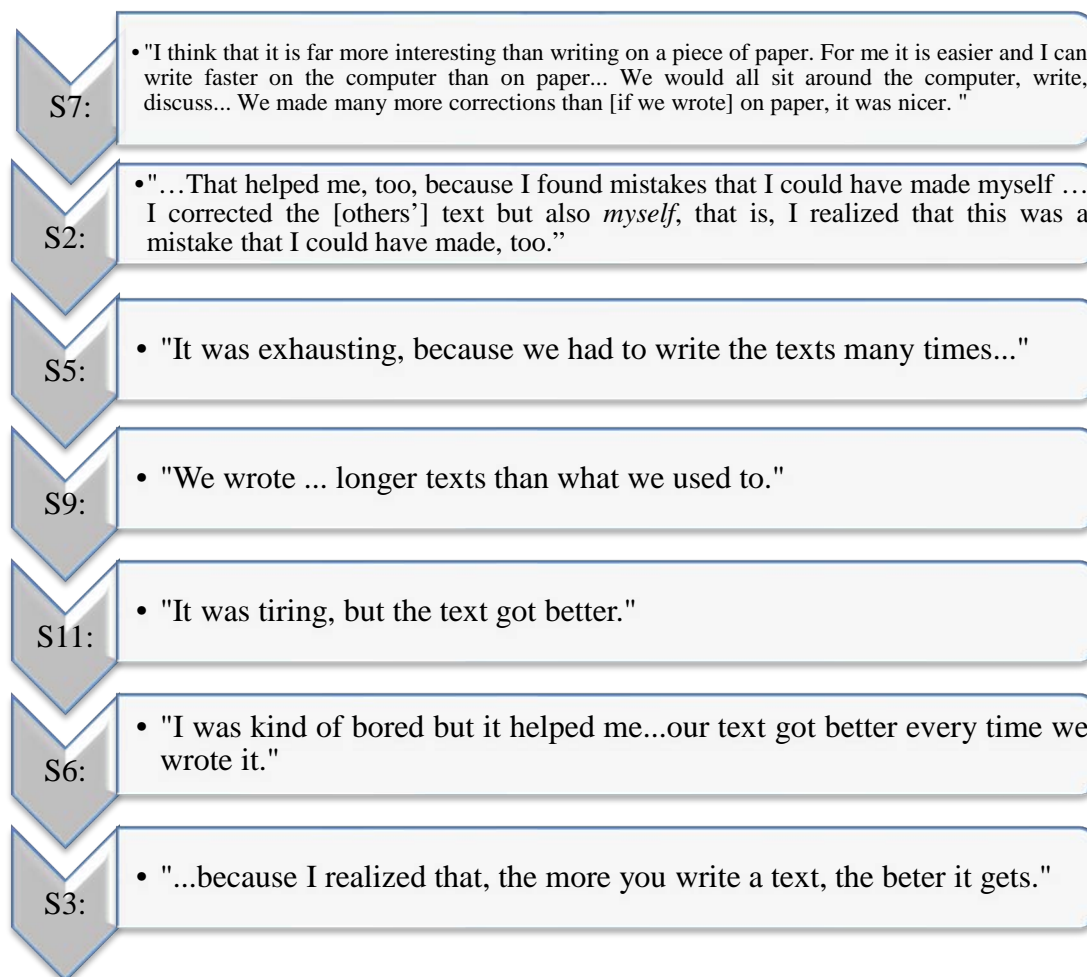 S7:
• "I think that it is far more interesting than writing on a piece of paper. For me it is easier and I can
write faster on the computer than on paper... We would all sit around the computer, write,
discuss... We made many more corrections than [if we wrote] on paper, it was nicer. "
S2:
•"…That helped me, too, because I found mistakes that I could have made myself …
I corrected the [others’] text but also myself, that is, I realized that this was a
mistake that I could have made, too.”
S5:
• "It was exhausting, because we had to write the texts many times..."
S9:
• "We wrote ... longer texts than what we used to."
S11:
• "It was tiring, but the text got better."
S6:
• "I was kind of bored but it helped me...our text got better every time we
wrote it."
S3:
• "...because I realized that, the more you write a text, the beter it gets."